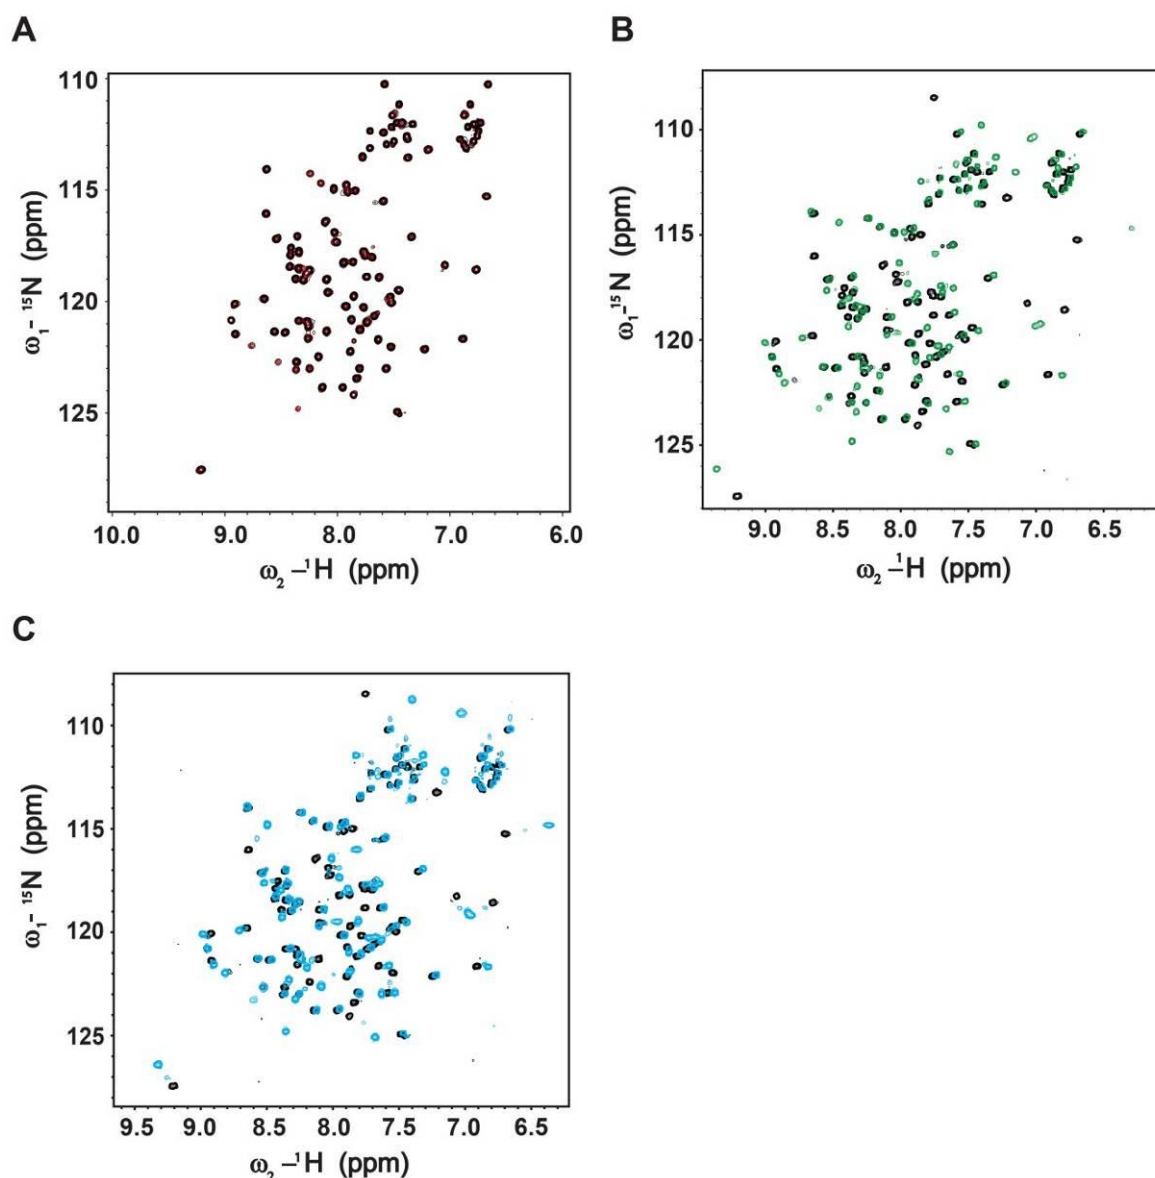 A
110
115
120
125
ω₁- ¹⁵N (ppm)
10.0 9.0 8.0 7.0 6.0
ω₂ –¹H (ppm)
B
110
115
120
125
ω₁-¹⁵N (ppm)
9.0 8.5 8.0 7.5 7.0 6.5
ω₂ –¹H (ppm)
C
110
115
120
125
ω₁- ¹⁵N (ppm)
9.5 9.0 8.5 8.0 7.5 7.0 6.5
ω₂ –¹H (ppm)